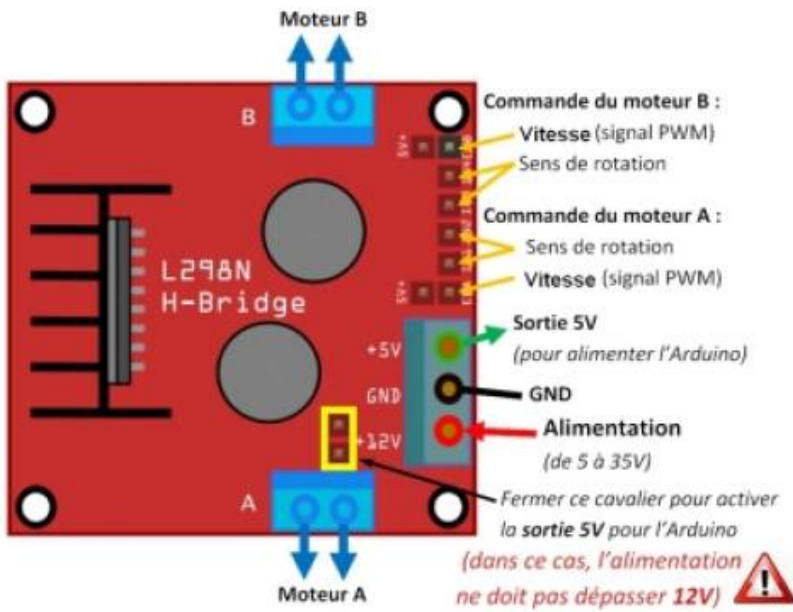 Moteur B
B
5V+
Commande du moteur B :
Vitesse (signal PWM)
Sens de rotation
Commande du moteur A :
Sens de rotation
Vitesse (signal PWM)
5V+
L298N
H-Bridge
Sortie 5V
+5V
(pour alimenter l'Arduino)
GND
GND
Alimentation
+12V
(de 5 à 35V)
A
Fermer ce cavalier pour activer
la sortie 5V pour l'Arduino
(dans ce cas, l'alimentation
ne doit pas dépasser 12V)
!
Moteur A